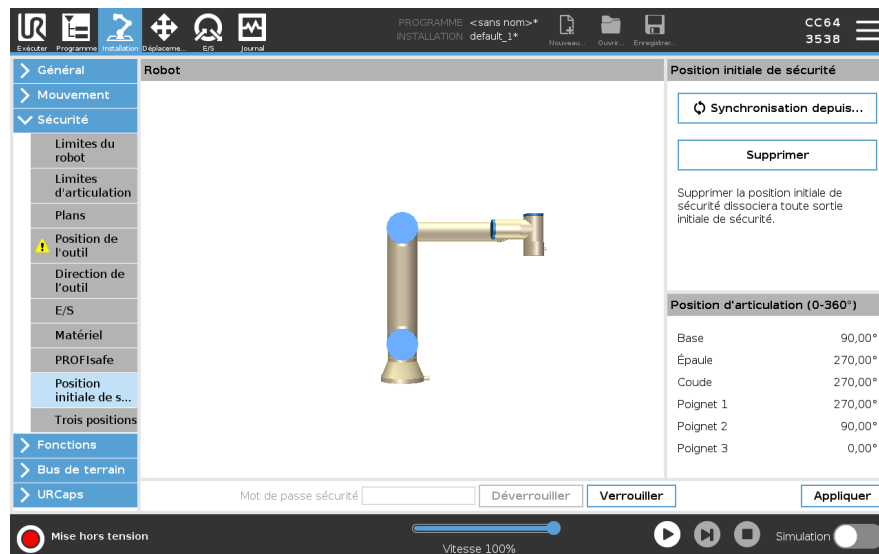 UR
PROGRAMME <sans nom>*
INSTALLATION default_1*
Exécuter
Programme
Installation
Déplaceme...
E/S
Journal
Nouveau...
Ouvrir...
Enregistrer...
CC64
3538
Général
Mouvement
Sécurité
Limites du
robot
Limites
d'articulation
Plans
Position de
l'outil
Direction de
l'outil
E/S
Matériel
PROFIsafe
Position
initiale de s...
Trois positions
Fonctions
Bus de terrain
URCaps
Robot
Position initiale de sécurité
Synchronisation depuis...
Supprimer
Supprimer la position initiale de
sécurité dissociera toute sortie
initiale de sécurité.
Position d'articulation (0-360°)
Base 90,00°
Épaule 270,00°
Coude 270,00°
Poignet 1 270,00°
Poignet 2 90,00°
Poignet 3 0,00°
Mot de passe sécurité
Déverrouiller
Verrouiller
Appliquer
Mise hors tension
Vitesse 100%
Simulation